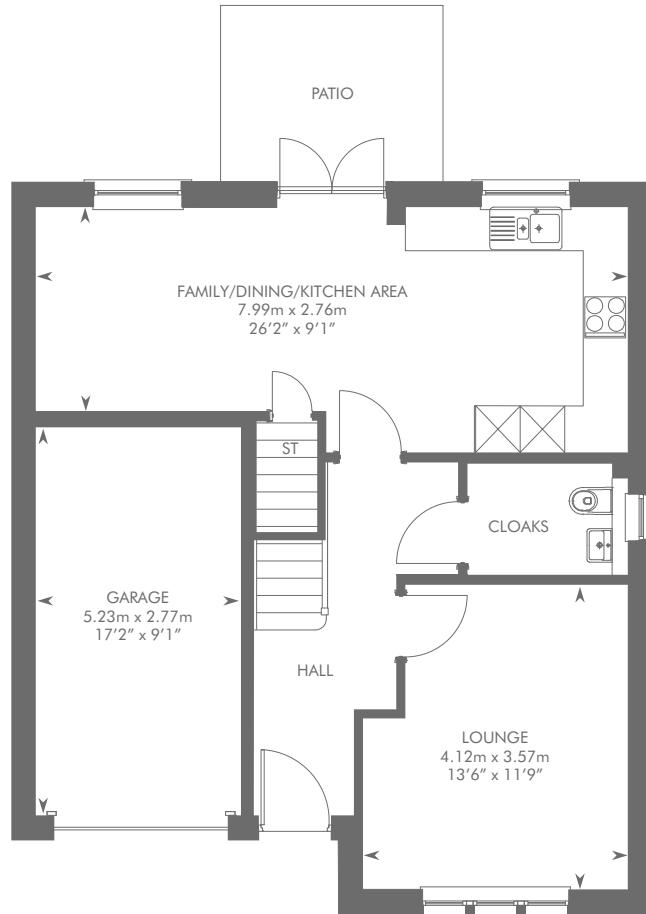 PATIO
FAMILY/DINING/KITCHEN AREA
7.99m x 2.76m
26’2” x 9’1”
ST
CLOAKS
GARAGE
5.23m x 2.77m
17’2” x 9’1”
HALL
LOUNGE
4.12m x 3.57m
13’6” x 11’9”